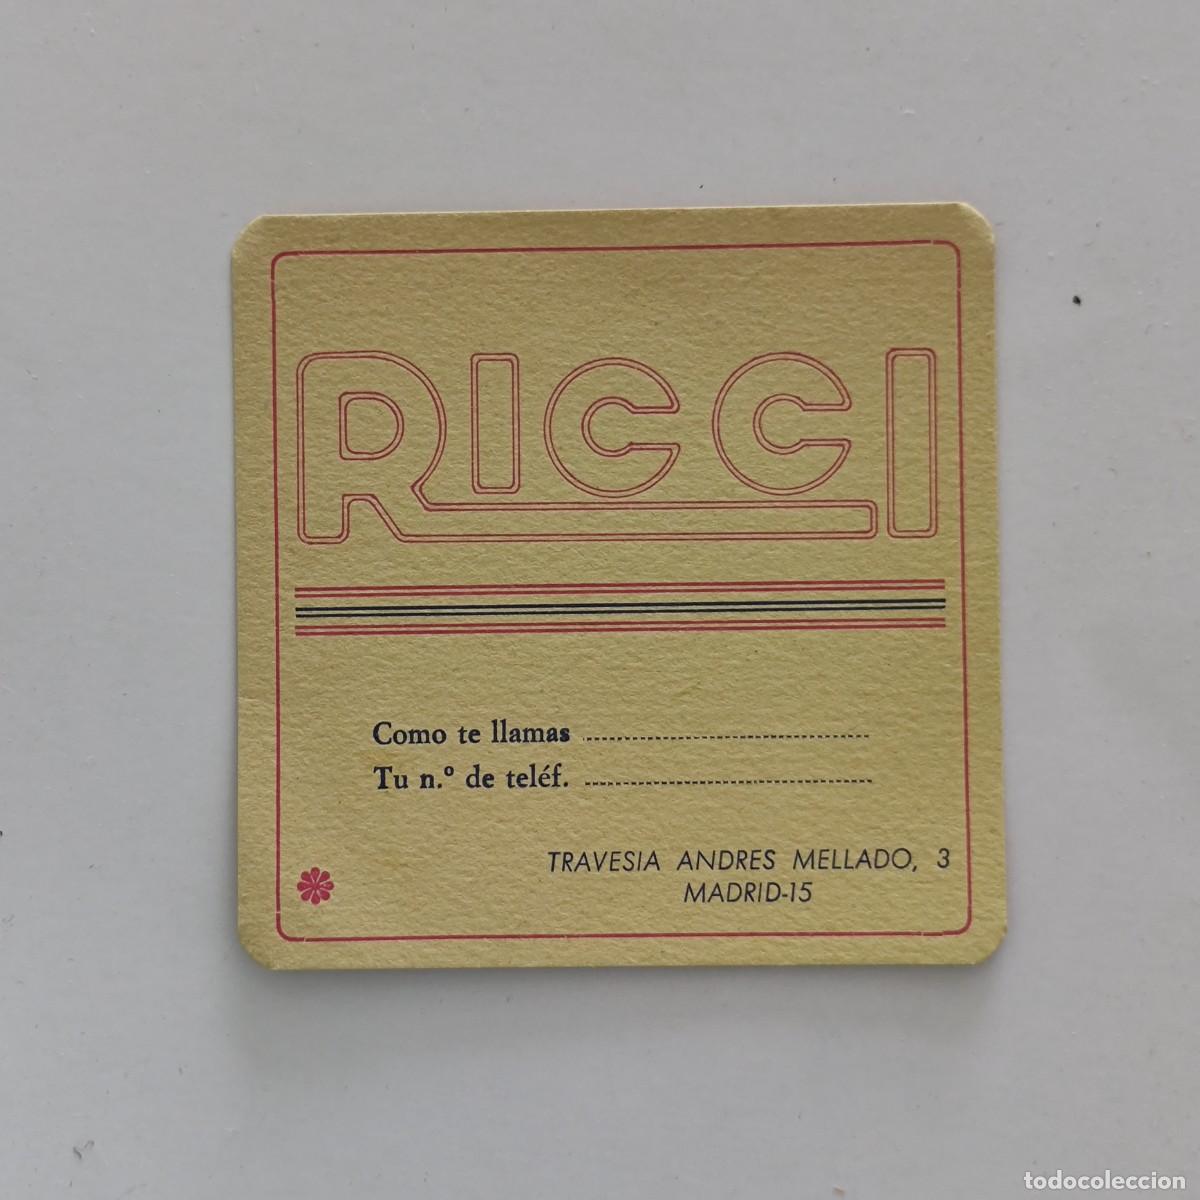 RICCI
Como te llamas
Tu n.º de teléf.
TRAVESIA ANDRES MELLADO, 3
MADRID-15
todocoleccion